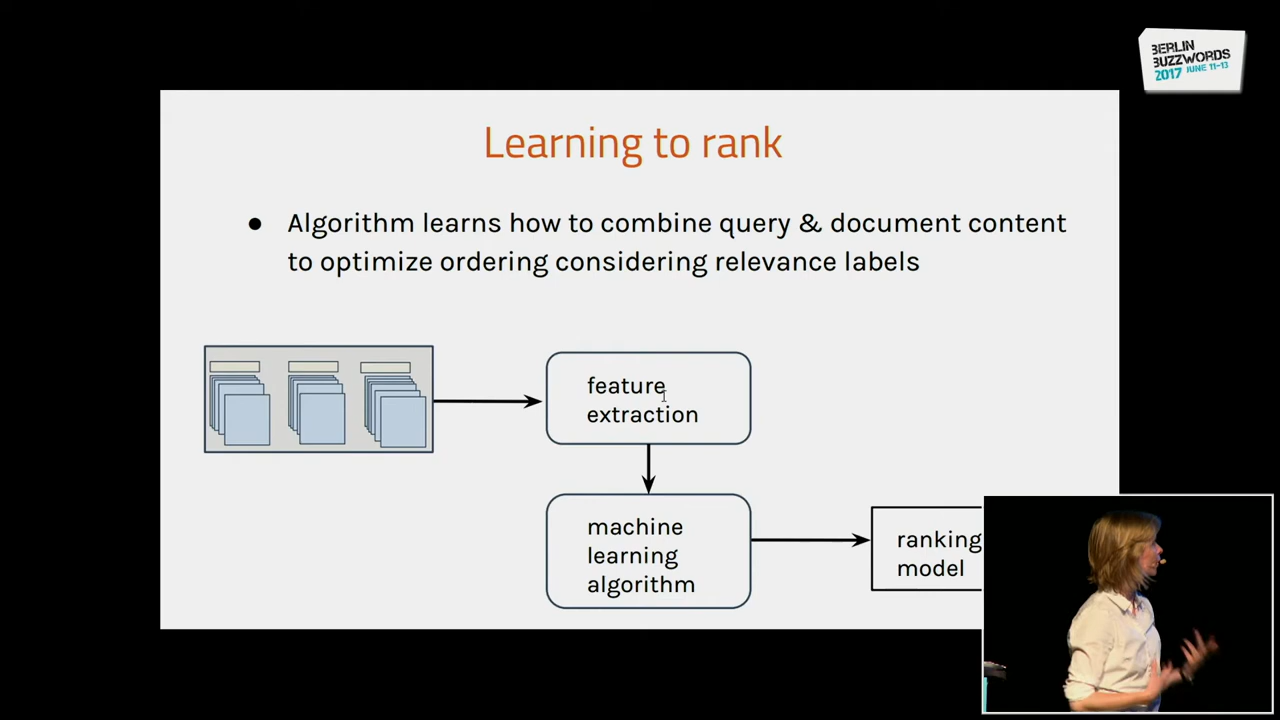 BERLIN
BUZZWORDS
2017 JUNE 11-13
Learning to rank
● Algorithm learns how to combine query & document content
to optimize ordering considering relevance labels
feature
extraction
machine
learning
algorithm
ranking
model